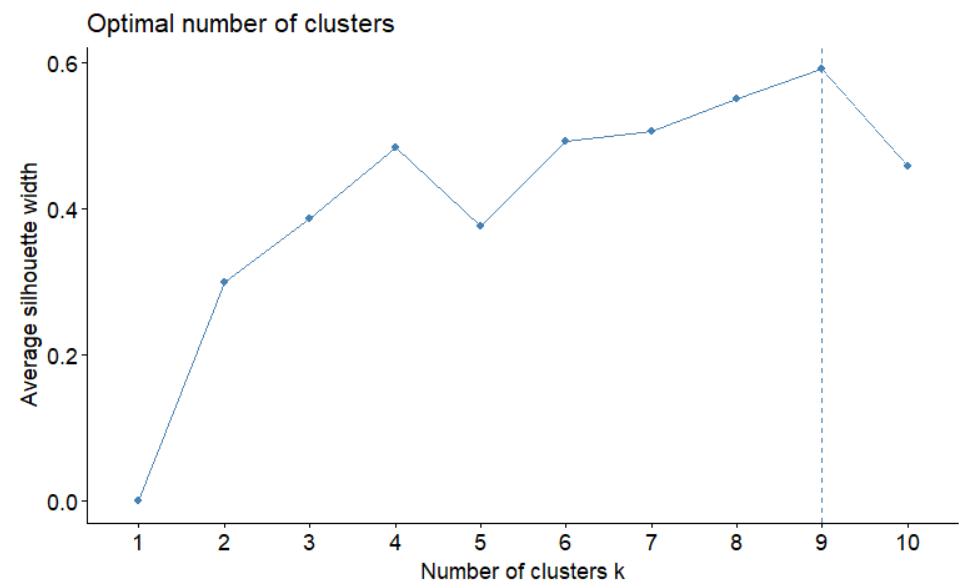 Optimal number of clusters
0.6
0.4
0.2
0.0
Average silhouette width
1 2 3 4 5 6 7 8 9 10
Number of clusters k